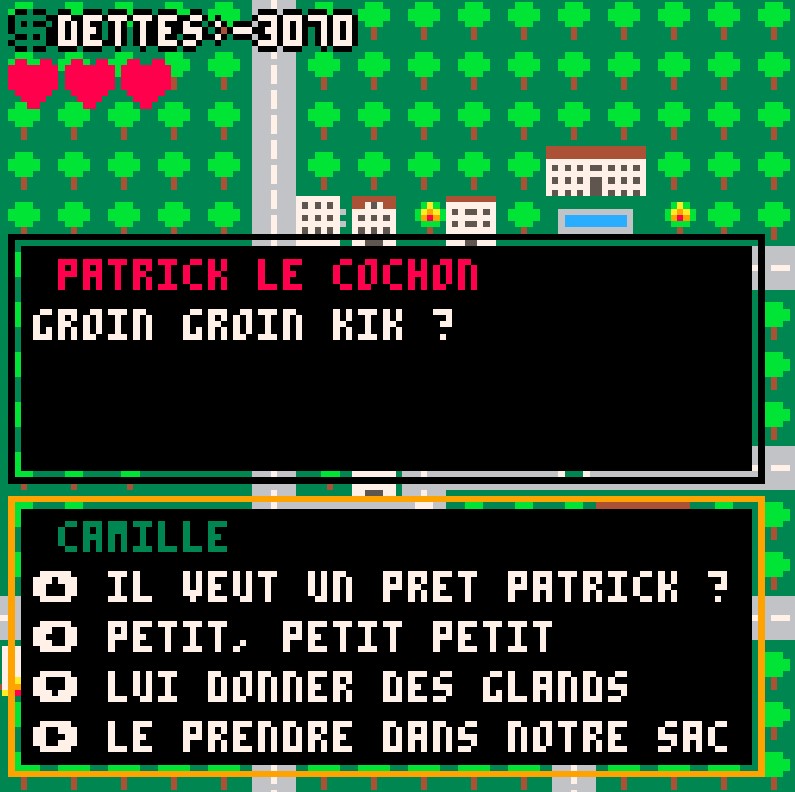 $ DETTES:-3070
PATRICK LE COCHON
GROIN GROIN KIK ?
CAMILLE
IL VEUT UN PRET PATRICK ?
PETIT, PETIT PETIT
LUI DONNER DES GLANDS
LE PRENDRE DANS NOTRE SAC